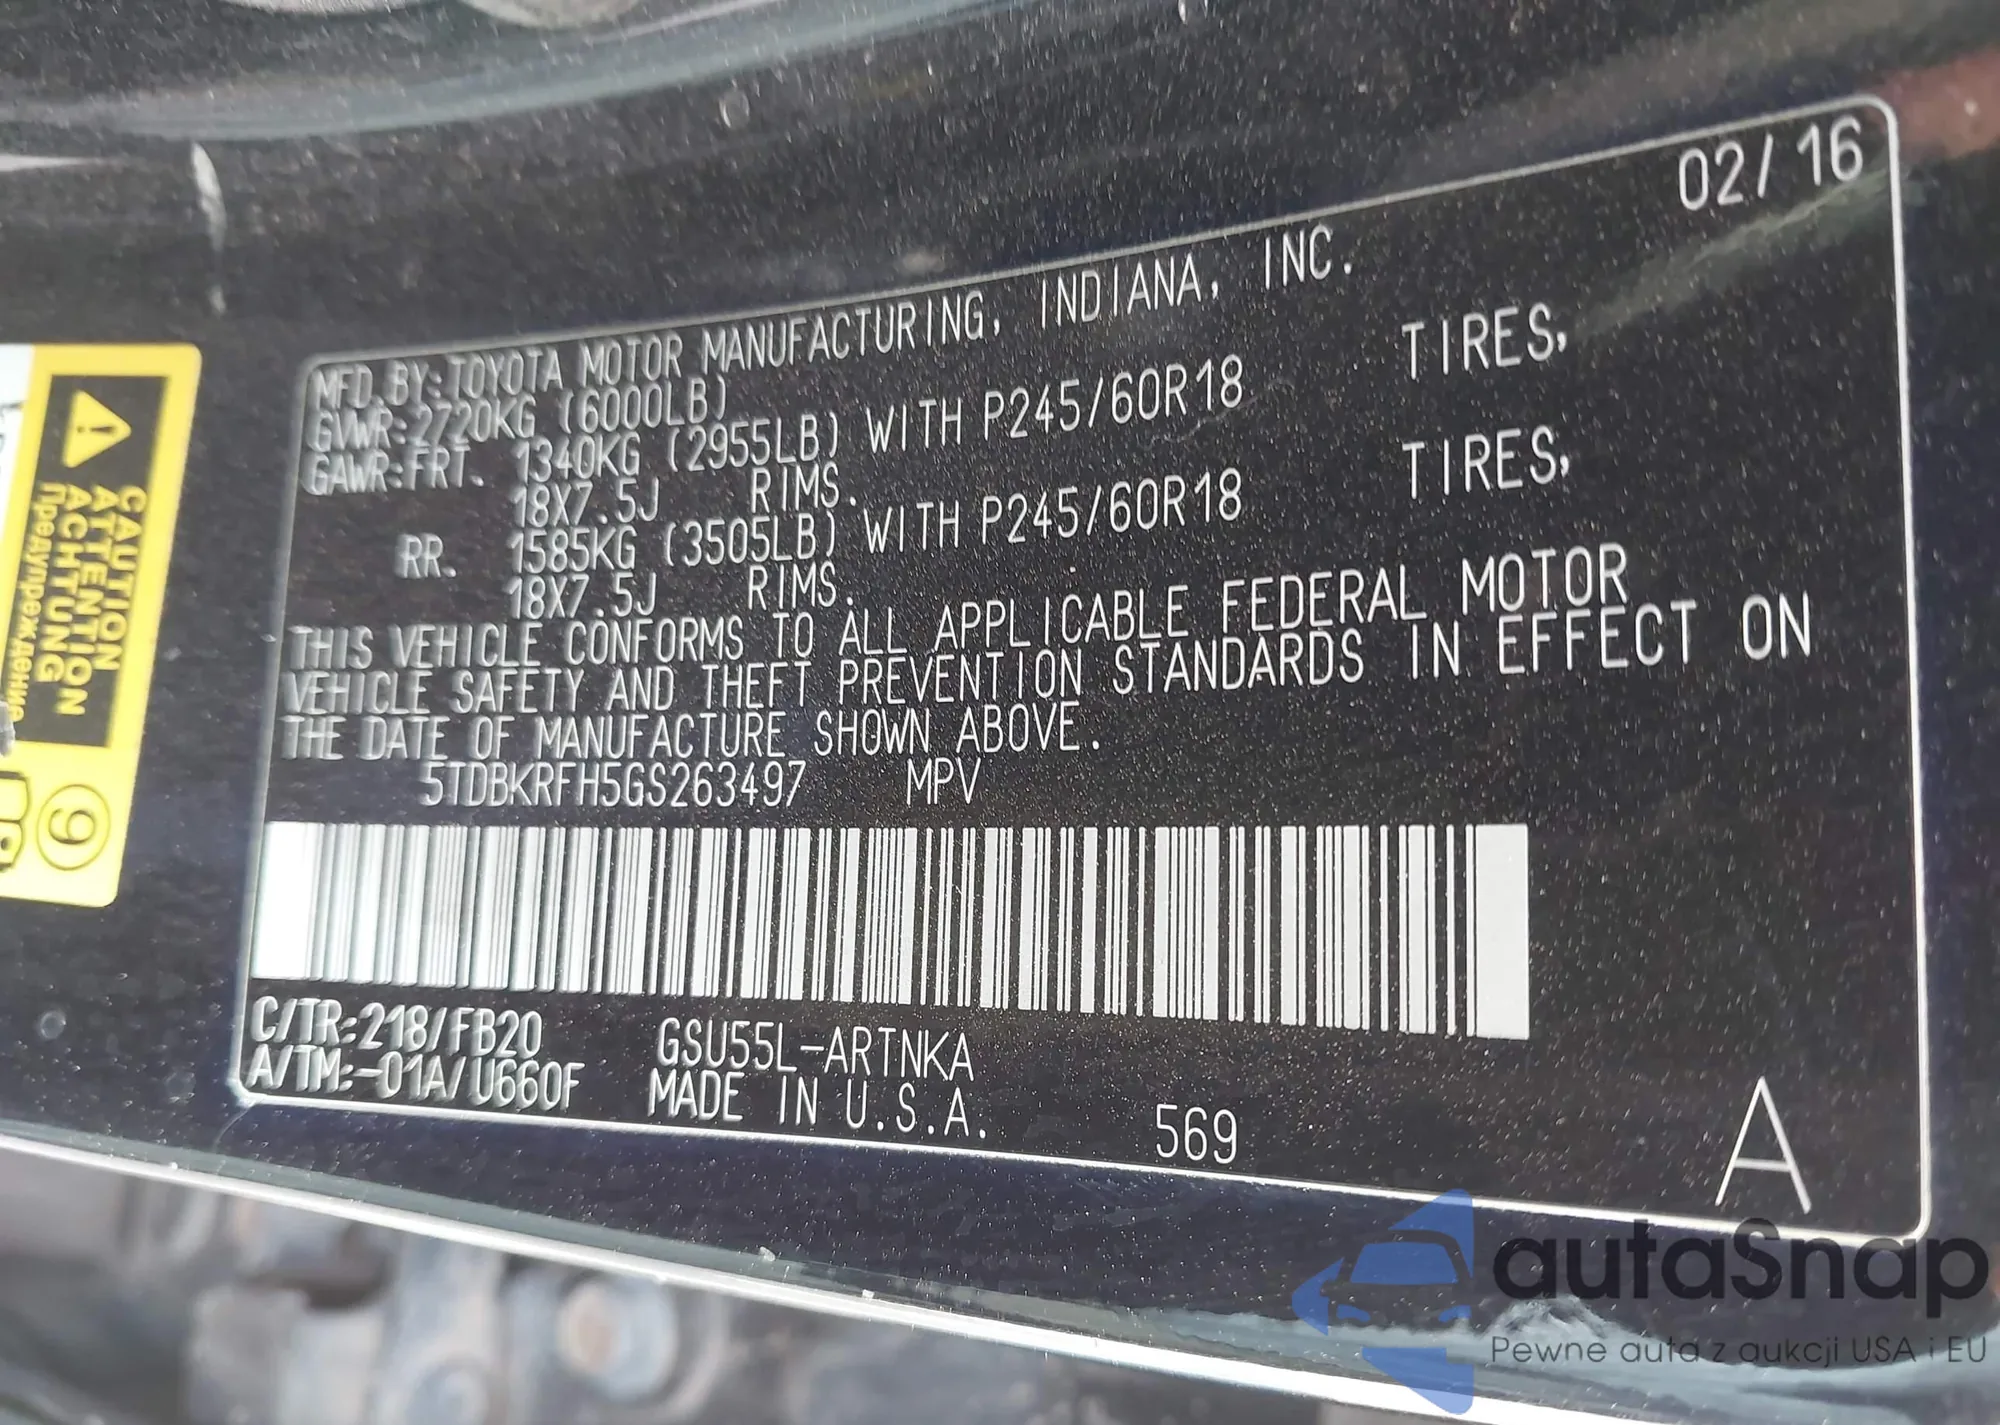 02/16
MFD. BY: TOYOTA MOTOR MANUFACTURING, INDIANA, INC.
GVWR: 2720KG (6000LB)
GAWR: FRT. 1340KG (2955LB) WITH P245/60R18 TIRES,
18X7.5J RIMS.
RR. 1585KG (3505LB) WITH P245/60R18 TIRES,
18X7.5J RIMS.
THIS VEHICLE CONFORMS TO ALL APPLICABLE FEDERAL MOTOR
VEHICLE SAFETY AND THEFT PREVENTION STANDARDS IN EFFECT ON
THE DATE OF MANUFACTURE SHOWN ABOVE.
5TDBKRFH5GS263497 MPV
C/TR: 218/FB20 GSU55L-ARTNKA
A/TM: -01A/U660F MADE IN U.S.A.
569
A
CAUTION
ATTENTION
ACHTUNG
Предупреждение
9
autaSnap
Pewne auta z aukcji USA i EU